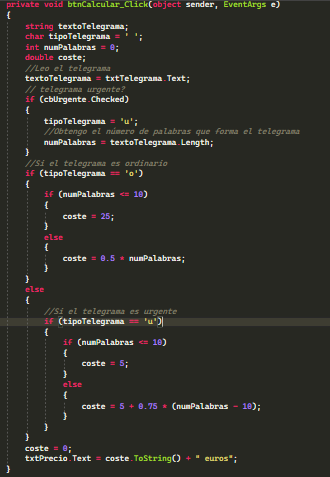 private void btnCalcular_Click(object sender, EventArgs e)
{
string textoTelegrama;
char tipoTelegrama = ' ';
int numPalabras = 0;
double coste;
//Leo el telegrama
textoTelegrama = txtTelegrama.Text;
// telegrama urgente?
if (cbUrgente.Checked)
{
tipoTelegrama = 'u';
//Obtengo el número de palabras que forma el telegrama
numPalabras = textoTelegrama.Length;
}
//Si el telegrama es ordinario
if (tipoTelegrama == 'o')
{
if (numPalabras <= 10)
{
coste = 25;
}
else
{
coste = 0.5 * numPalabras;
}
}
else
{
//Si el telegrama es urgente
if (tipoTelegrama == 'u')
{
if (numPalabras <= 10)
{
coste = 5;
}
else
{
coste = 5 + 0.75 * (numPalabras - 10);
}
}
}
coste = 0;
txtPrecio.Text = coste.ToString() + " euros";
}